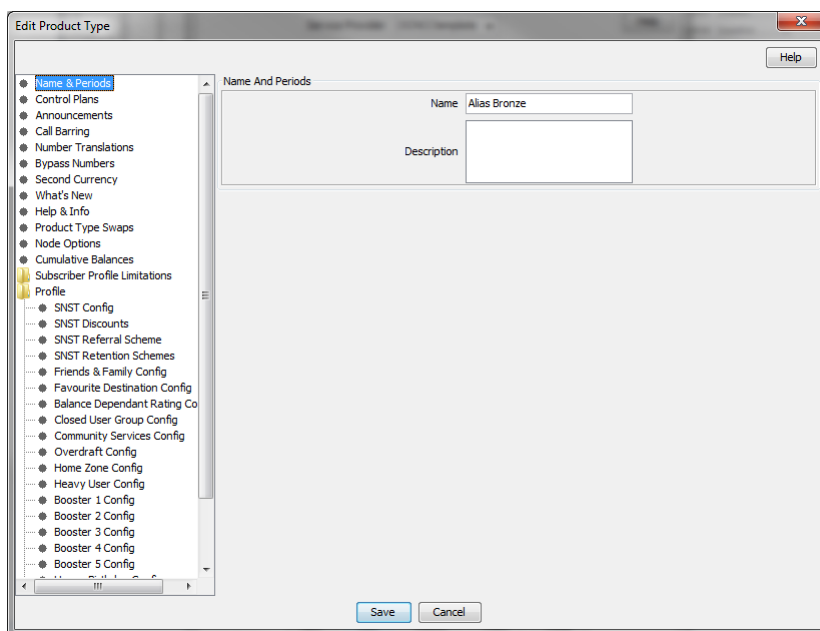 Edit Product Type
Help
Name & Periods
Control Plans
Announcements
Call Barring
Number Translations
Bypass Numbers
Second Currency
What's New
Help & Info
Product Type Swaps
Node Options
Cumulative Balances
Subscriber Profile Limitations
Profile
SNST Config
SNST Discounts
SNST Referral Scheme
SNST Retention Schemes
Friends & Family Config
Favourite Destination Config
Balance Dependant Rating Co
Closed User Group Config
Community Services Config
Overdraft Config
Home Zone Config
Heavy User Config
Booster 1 Config
Booster 2 Config
Booster 3 Config
Booster 4 Config
Booster 5 Config
Name And Periods
Name Alias Bronze
Description
Save Cancel